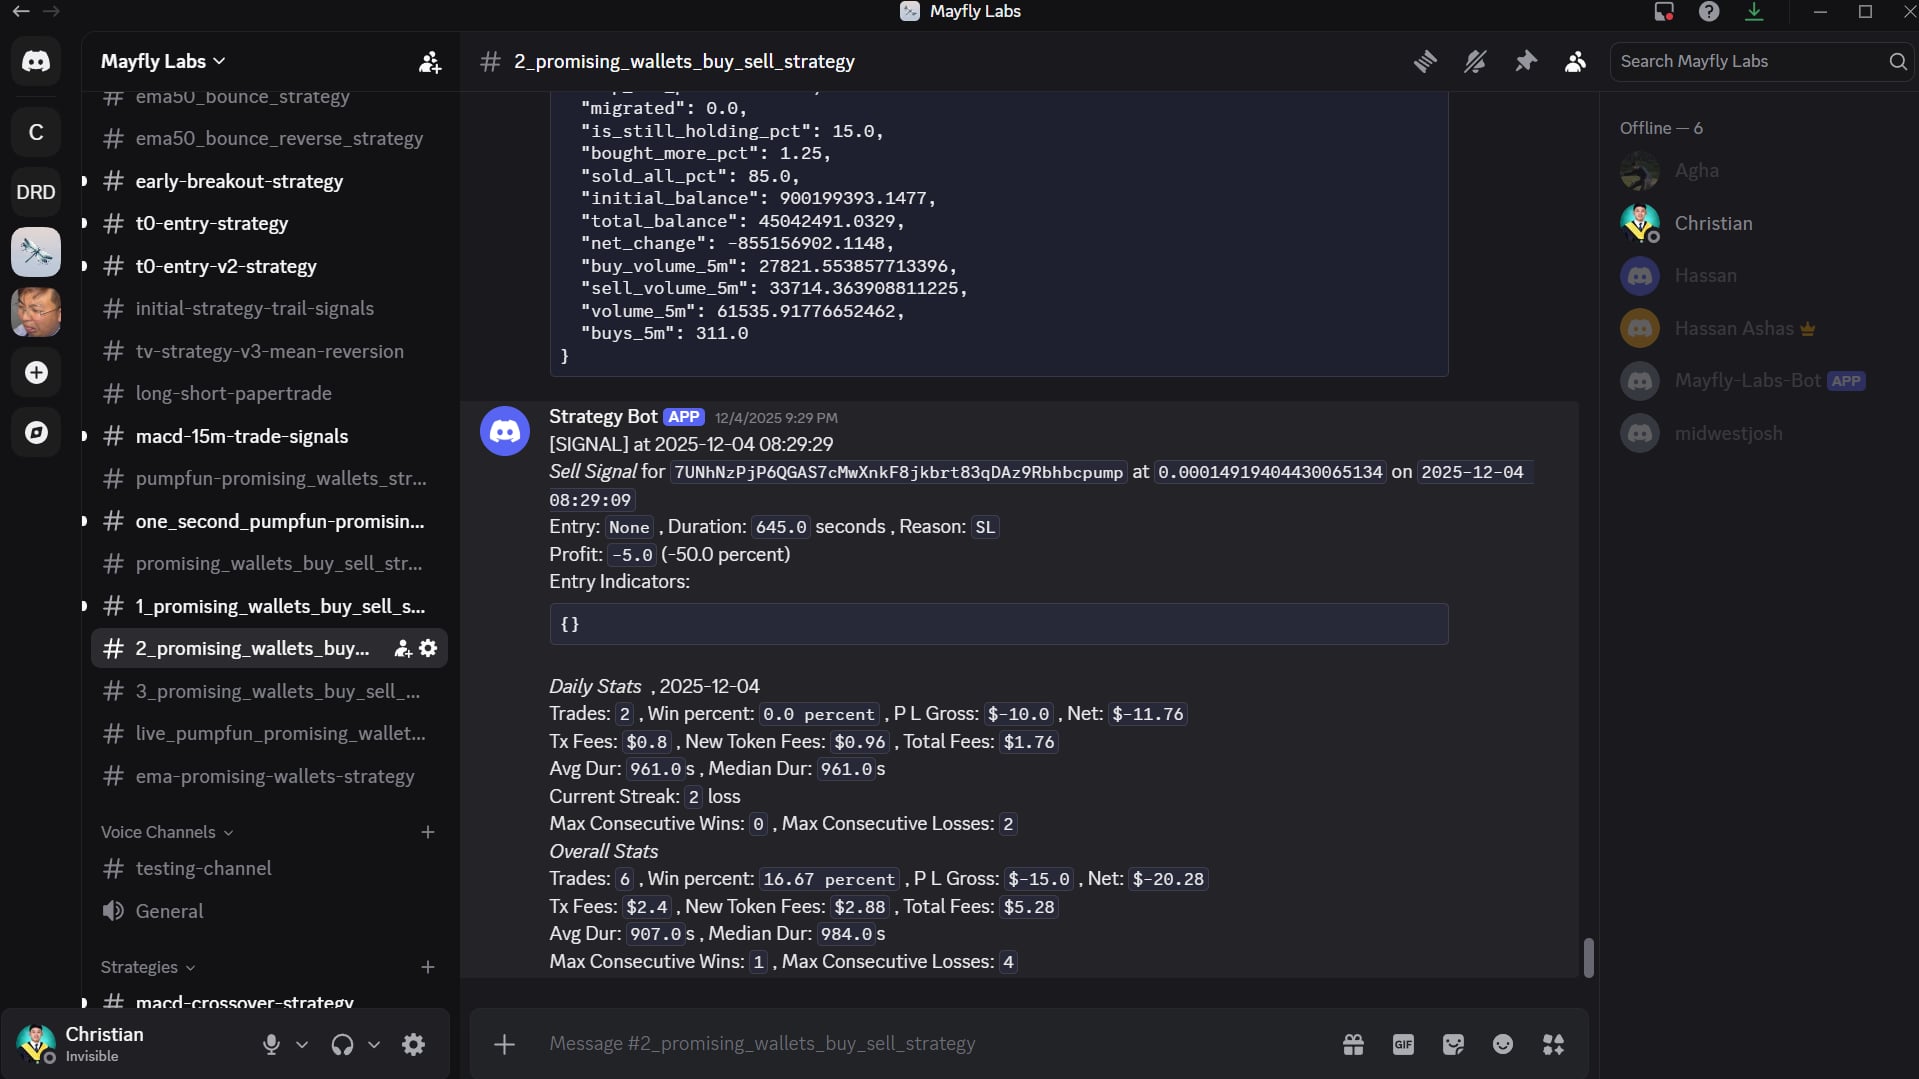 Mayfly Labs
Mayfly Labs
ema50_bounce_strategy
ema50_bounce_reverse_strategy
early-breakout-strategy
t0-entry-strategy
t0-entry-v2-strategy
initial-strategy-trail-signals
tv-strategy-v3-mean-reversion
long-short-papertrade
macd-15m-trade-signals
pumpfun-promising_wallets_str...
one_second_pumpfun-promisin...
promising_wallets_buy_sell_str...
1_promising_wallets_buy_sell_s...
2_promising_wallets_buy...
3_promising_wallets_buy_sell_...
live_pumpfun_promising_wallet...
ema-promising-wallets-strategy
Voice Channels
testing-channel
General
Strategies
macd-crossover-strategy
C
DRD
Christian
Invisible
2_promising_wallets_buy_sell_strategy
Search Mayfly Labs
"migrated": 0.0,
"is_still_holding_pct": 15.0,
"bought_more_pct": 1.25,
"sold_all_pct": 85.0,
"initial_balance": 900199393.1477,
"total_balance": 45042491.0329,
"net_change": -855156902.1148,
"buy_volume_5m": 27821.553857713396,
"sell_volume_5m": 33714.363908811225,
"volume_5m": 61535.91776652462,
"buys_5m": 311.0
}
Strategy Bot APP 12/4/2025 9:29 PM
[SIGNAL] at 2025-12-04 08:29:29
Sell Signal for 7UNhNzPjP6QGAS7cMwXnkF8jkbrt83qDAz9Rbhbcpump at 0.00014919404430065134 on 2025-12-04
08:29:09
Entry: None , Duration: 645.0 seconds , Reason: SL
Profit: -5.0 (-50.0 percent)
Entry Indicators:
{}
Daily Stats , 2025-12-04
Trades: 2 , Win percent: 0.0 percent , P L Gross: $-10.0 , Net: $-11.76
Tx Fees: $0.8 , New Token Fees: $0.96 , Total Fees: $1.76
Avg Dur: 961.0 s , Median Dur: 961.0 s
Current Streak: 2 loss
Max Consecutive Wins: 0 , Max Consecutive Losses: 2
Overall Stats
Trades: 6 , Win percent: 16.67 percent , P L Gross: $-15.0 , Net: $-20.28
Tx Fees: $2.4 , New Token Fees: $2.88 , Total Fees: $5.28
Avg Dur: 907.0 s , Median Dur: 984.0 s
Max Consecutive Wins: 1 , Max Consecutive Losses: 4
Message #2_promising_wallets_buy_sell_strategy
GIF
Offline — 6
Agha
Christian
Hassan
Hassan Ashas
Mayfly-Labs-Bot APP
midwestjosh